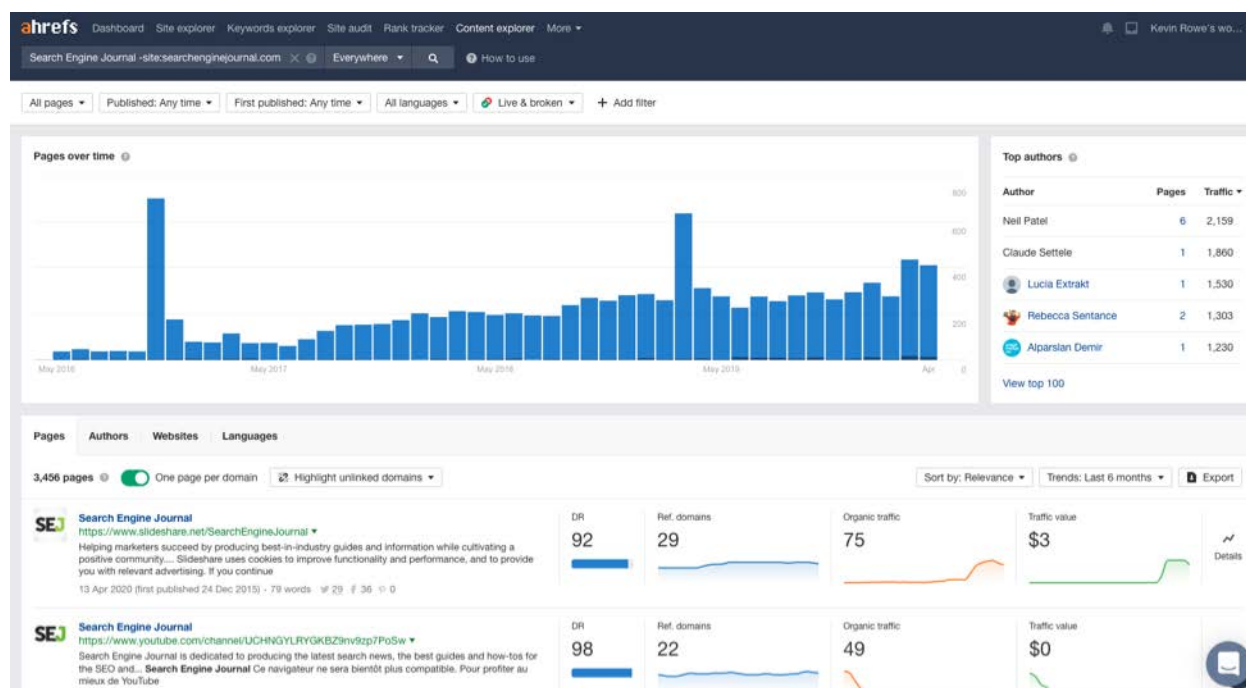 ahrefs Dashboard Site explorer Keywords explorer Site audit Rank tracker Content explorer More Kevin Rowe's wo...
Search Engine Journal -site:searchenginejournal.com Everywhere How to use
All pages Published: Any time First published: Any time All languages Live & broken + Add filter
Pages over time
800
600
400
200
0
May 2016 May 2017 May 2018 May 2019 Apr
Top authors
Author Pages Traffic
Neil Patel 6 2,159
Claude Settele 1 1,860
Lucia Extrakt 1 1,530
Rebecca Sentance 2 1,303
Alparslan Demir 1 1,230
View top 100
Pages Authors Websites Languages
3,456 pages One page per domain Highlight unlinked domains Sort by: Relevance Trends: Last 6 months Export
SEJ Search Engine Journal
https://www.slideshare.net/SearchEngineJournal
Helping marketers succeed by producing best-in-industry guides and information while cultivating a
positive community.... Slideshare uses cookies to improve functionality and performance, and to provide
you with relevant advertising. If you continue
13 Apr 2020 (first published 24 Dec 2015) - 79 words 29 36 0
DR Ref. domains Organic traffic Traffic value
92 29 75 $3
Details
SEJ Search Engine Journal
https://www.youtube.com/channel/UCHNGYLRYGKBZ9nv9zp7PoSw
Search Engine Journal is dedicated to producing the latest search news, the best guides and how-tos for
the SEO and... Search Engine Journal Ce navigateur ne sera bientôt plus compatible. Pour profiter au
mieux de YouTube
DR Ref. domains Organic traffic Traffic value
98 22 49 $0